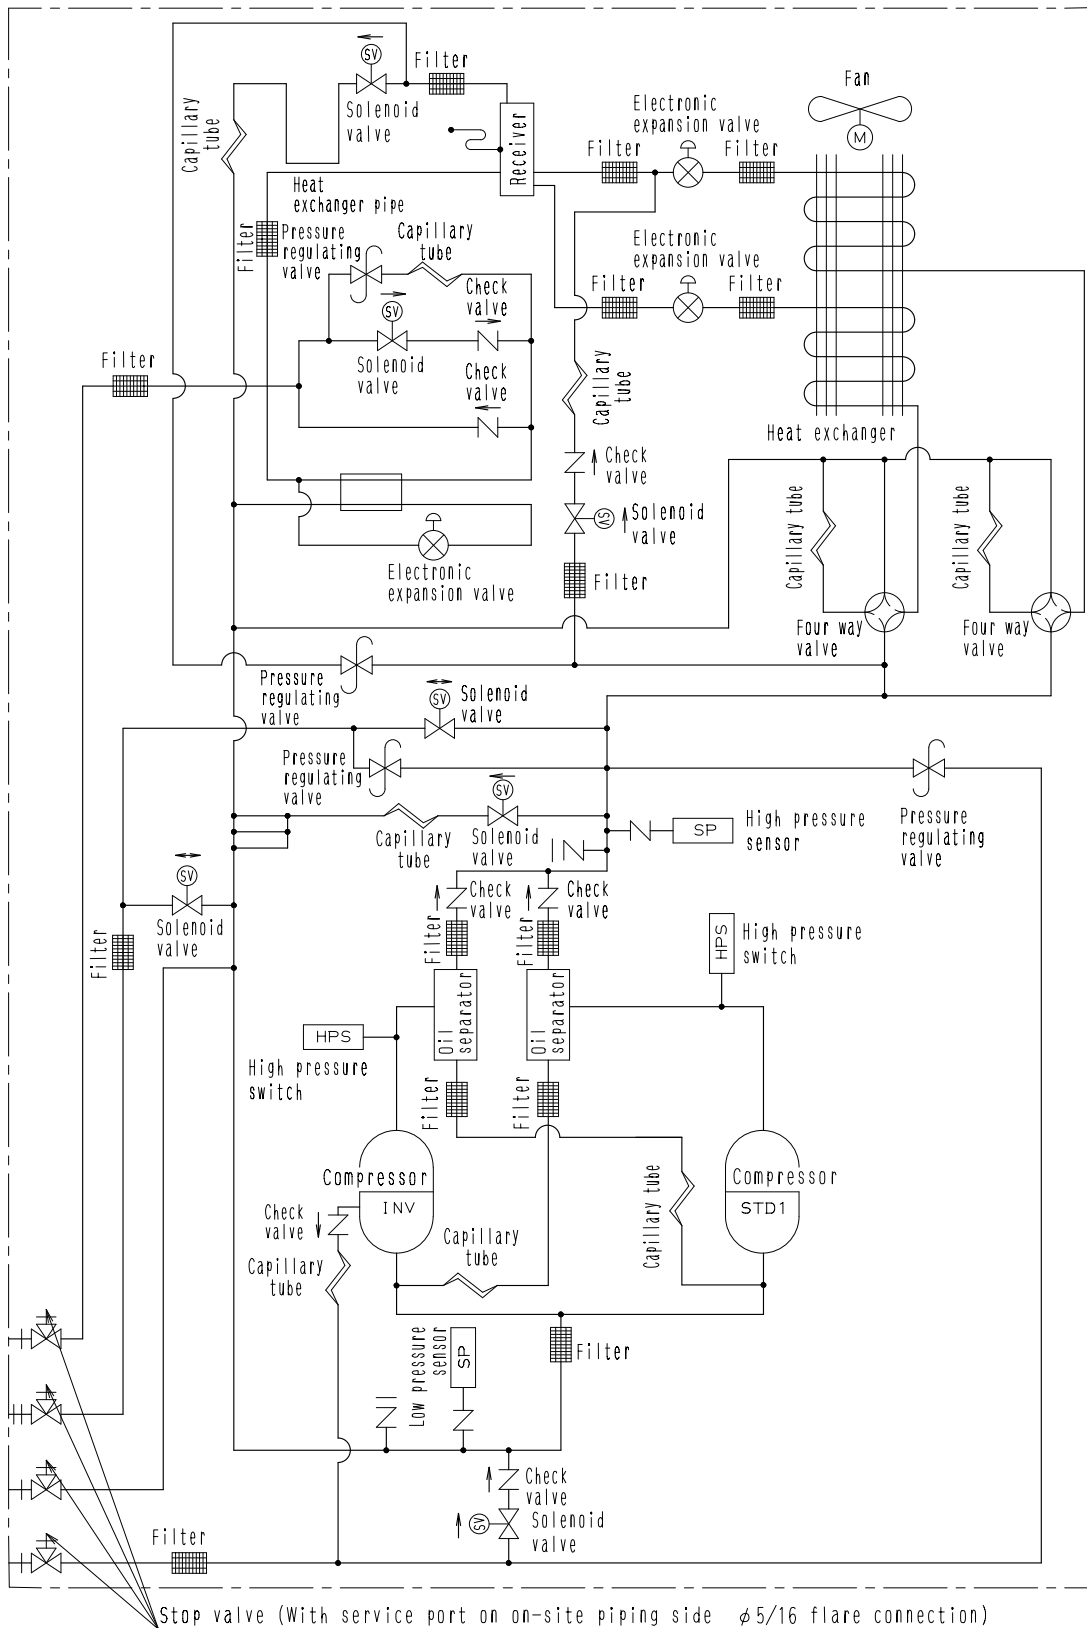 SV
Filter
Solenoid
valve
Capillary
tube
Receiver
Electronic
expansion valve
Filter
Filter
Fan
M
Heat
exchanger pipe
Filter
Pressure
regulating
valve
Capillary
tube
Check
valve
SV
Solenoid
valve
Check
valve
Electronic
expansion valve
Filter
Filter
Filter
Capillary
tube
Heat exchanger
Check
valve
SV
Solenoid
valve
Filter
Electronic
expansion valve
Capillary tube
Capillary tube
Four way
valve
Four way
valve
Pressure
regulating
valve
SV
Solenoid
valve
Pressure
regulating
valve
SV
Capillary
tube
Solenoid
valve
SP
High pressure
sensor
Pressure
regulating
valve
SV
Solenoid
valve
Filter
Check
valve
Check
valve
Filter
Filter
HPS
High pressure
switch
Oil
separator
Oil
separator
HPS
High pressure
switch
Filter
Filter
Compressor
INV
Compressor
STD1
Check
valve
Capillary
tube
Capillary
tube
Capillary tube
Low pressure
sensor
SP
Filter
Check
valve
SV
Solenoid
valve
Filter
Stop valve (With service port on on-site piping side φ5/16 flare connection)